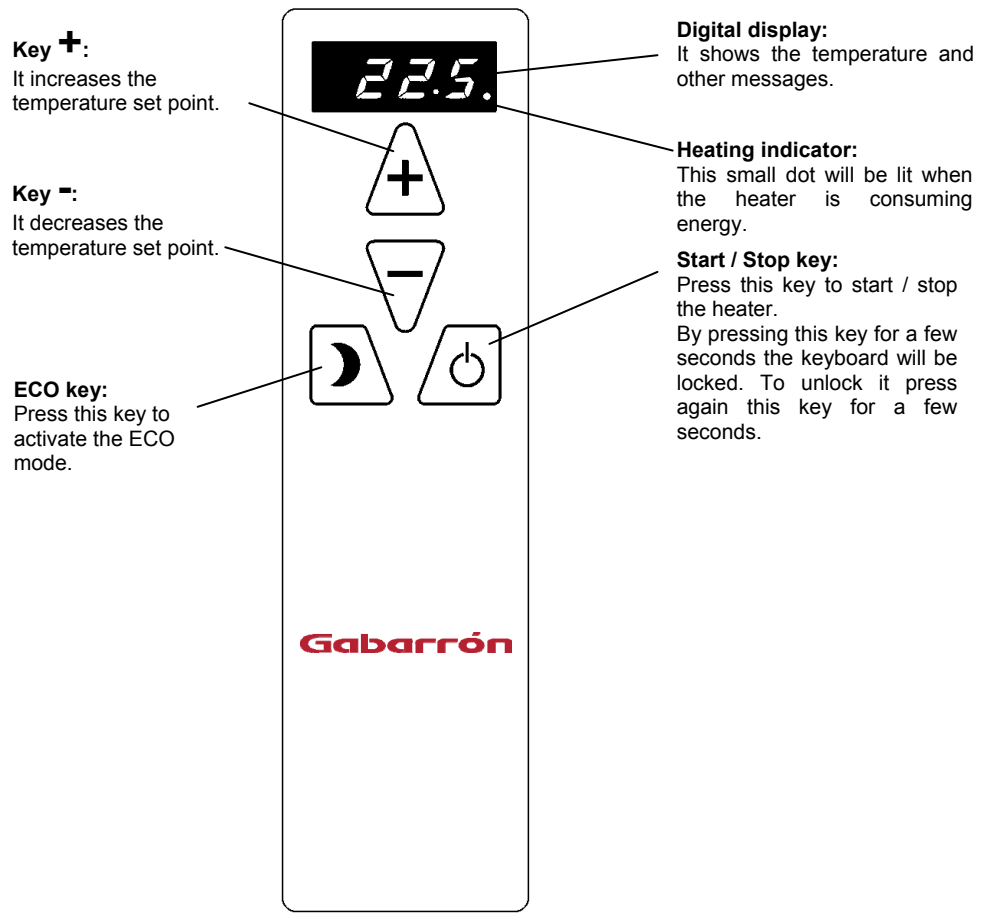 Key +:
It increases the
temperature set point.
Key -:
It decreases the
temperature set point.
ECO key:
Press this key to
activate the ECO
mode.
22.5.
+
-
Gabarrón
Digital display:
It shows the temperature and
other messages.
Heating indicator:
This small dot will be lit when
the heater is consuming
energy.
Start / Stop key:
Press this key to start / stop
the heater.
By pressing this key for a few
seconds the keyboard will be
locked. To unlock it press
again this key for a few
seconds.